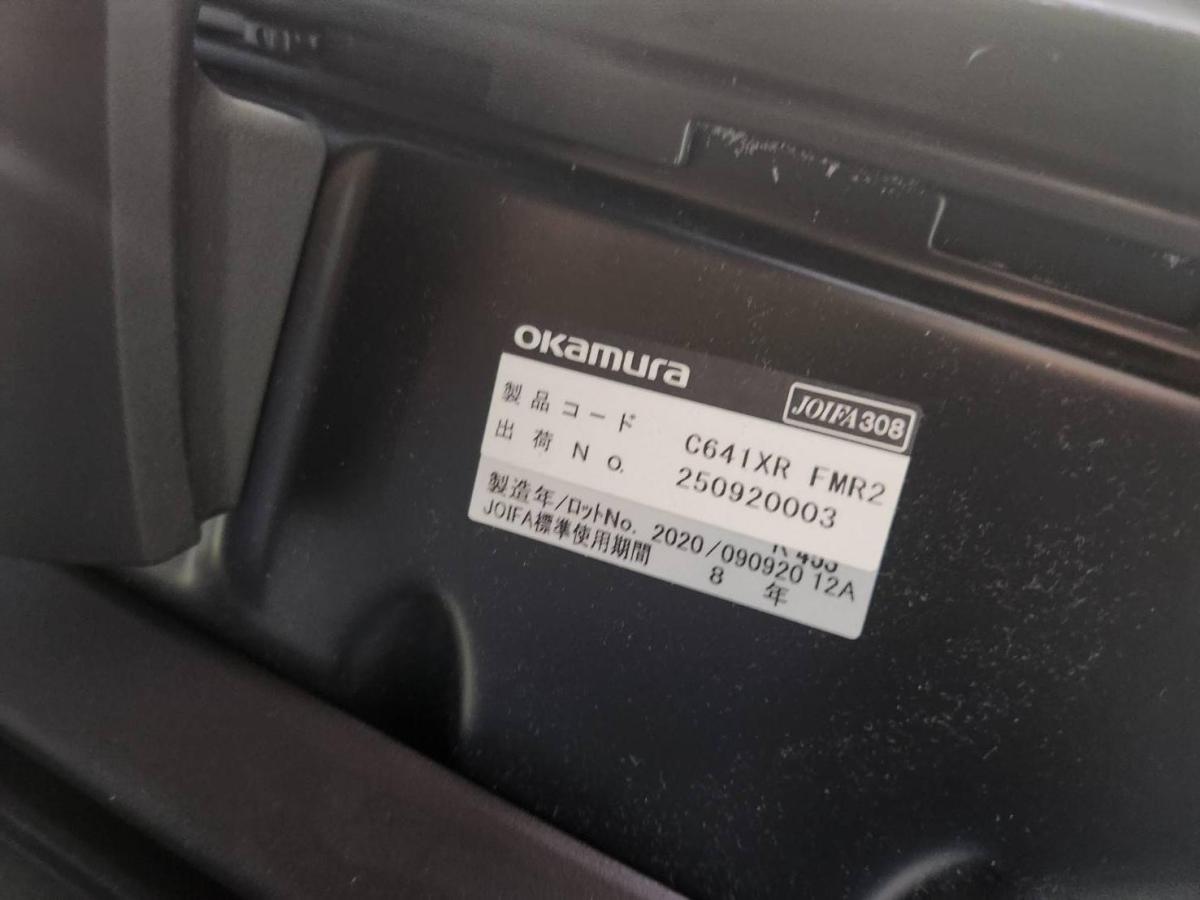 okamura
JOIFA308
製品コード C641XR FMR2
出荷No. 250920003
製造年/ロットNo. 2020/090920 12A
JOIFA標準使用期間 8年